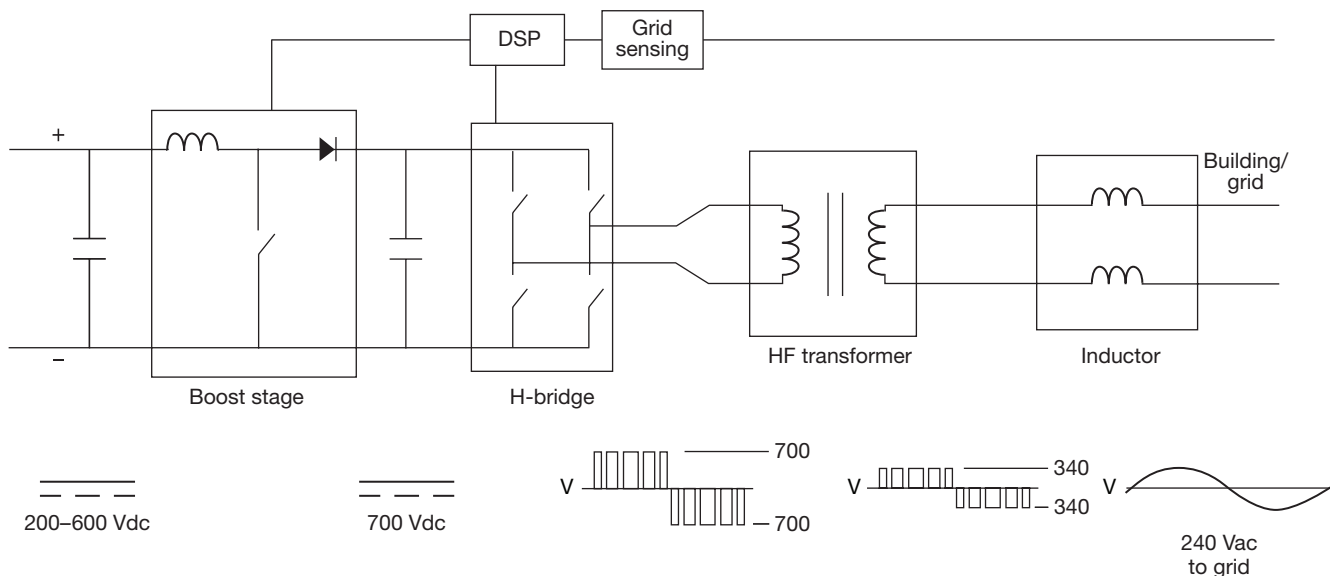 DSP
Grid
sensing
+
−
Building/
grid
Boost stage
H-bridge
HF transformer
Inductor
200–600 Vdc
700 Vdc
V
700
700
V
340
340
V
240 Vac
to grid